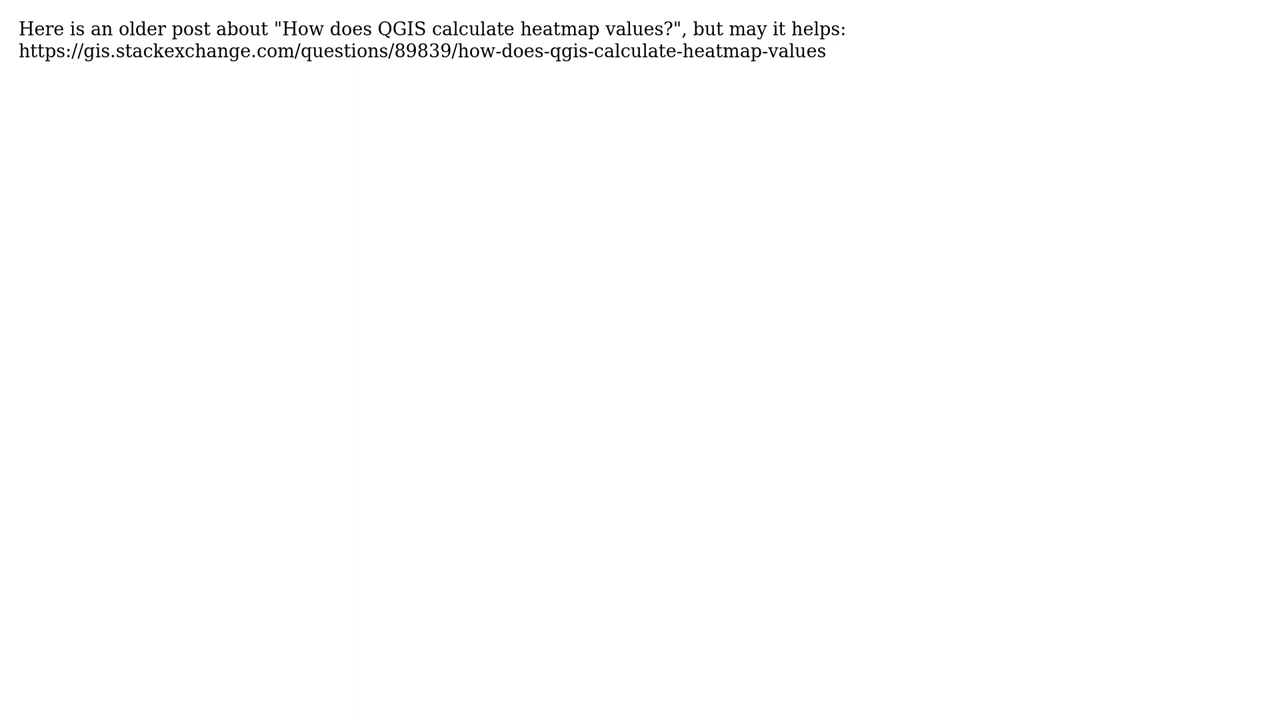 Here is an older post about "How does QGIS calculate heatmap values?", but may it helps:
https://gis.stackexchange.com/questions/89839/how-does-qgis-calculate-heatmap-values